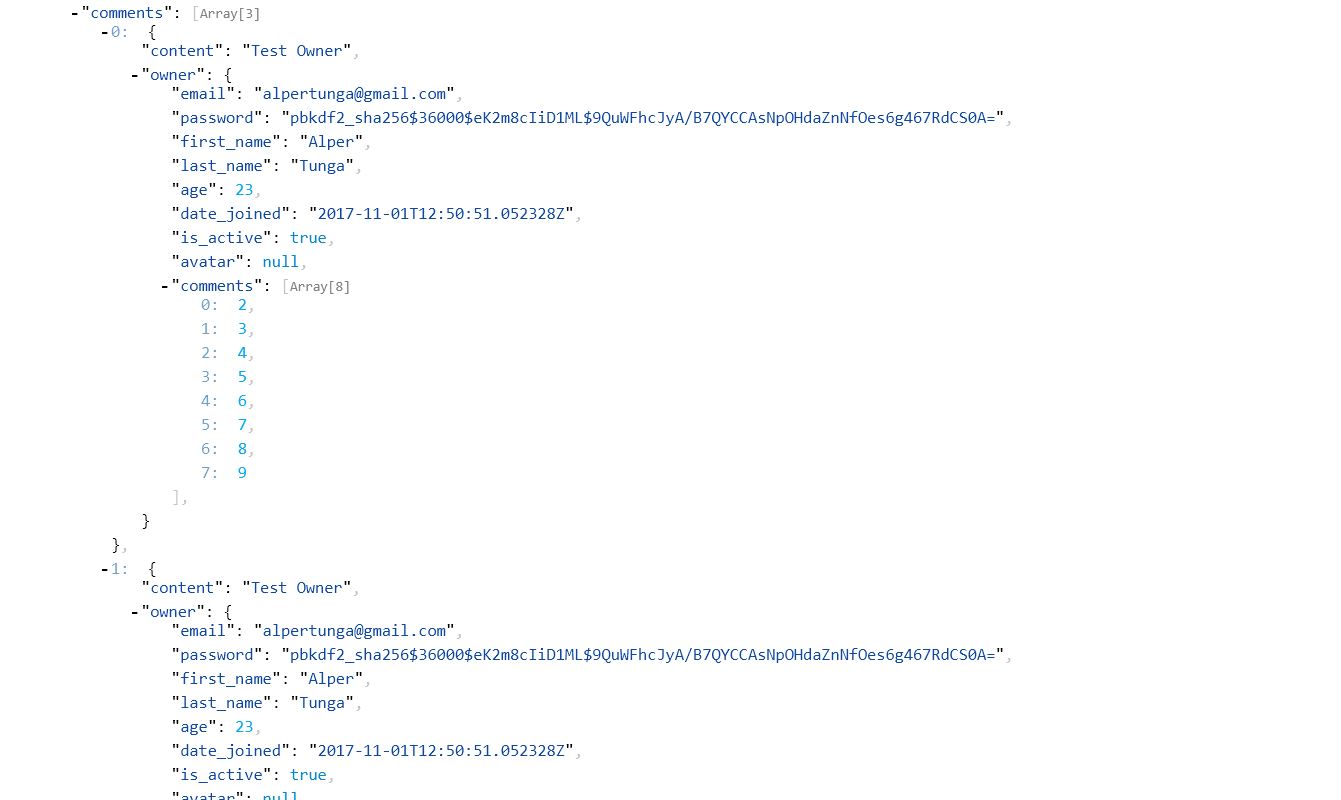 -"comments": [Array[3]
-0: {
"content": "Test Owner",
-"owner": {
"email": "alpertunga@gmail.com",
"password": "pbkdf2_sha256$36000$eK2m8cIiD1ML$9QuWFhcJyA/B7QYCCAsNpOHdaZnNfOes6g467RdCS0A=",
"first_name": "Alper",
"last_name": "Tunga",
"age": 23,
"date_joined": "2017-11-01T12:50:51.052328Z",
"is_active": true,
"avatar": null,
-"comments": [Array[8]
0: 2,
1: 3,
2: 4,
3: 5,
4: 6,
5: 7,
6: 8,
7: 9
],
}
},
-1: {
"content": "Test Owner",
-"owner": {
"email": "alpertunga@gmail.com",
"password": "pbkdf2_sha256$36000$eK2m8cIiD1ML$9QuWFhcJyA/B7QYCCAsNpOHdaZnNfOes6g467RdCS0A=",
"first_name": "Alper",
"last_name": "Tunga",
"age": 23,
"date_joined": "2017-11-01T12:50:51.052328Z",
"is_active": true,
"avatar": null,